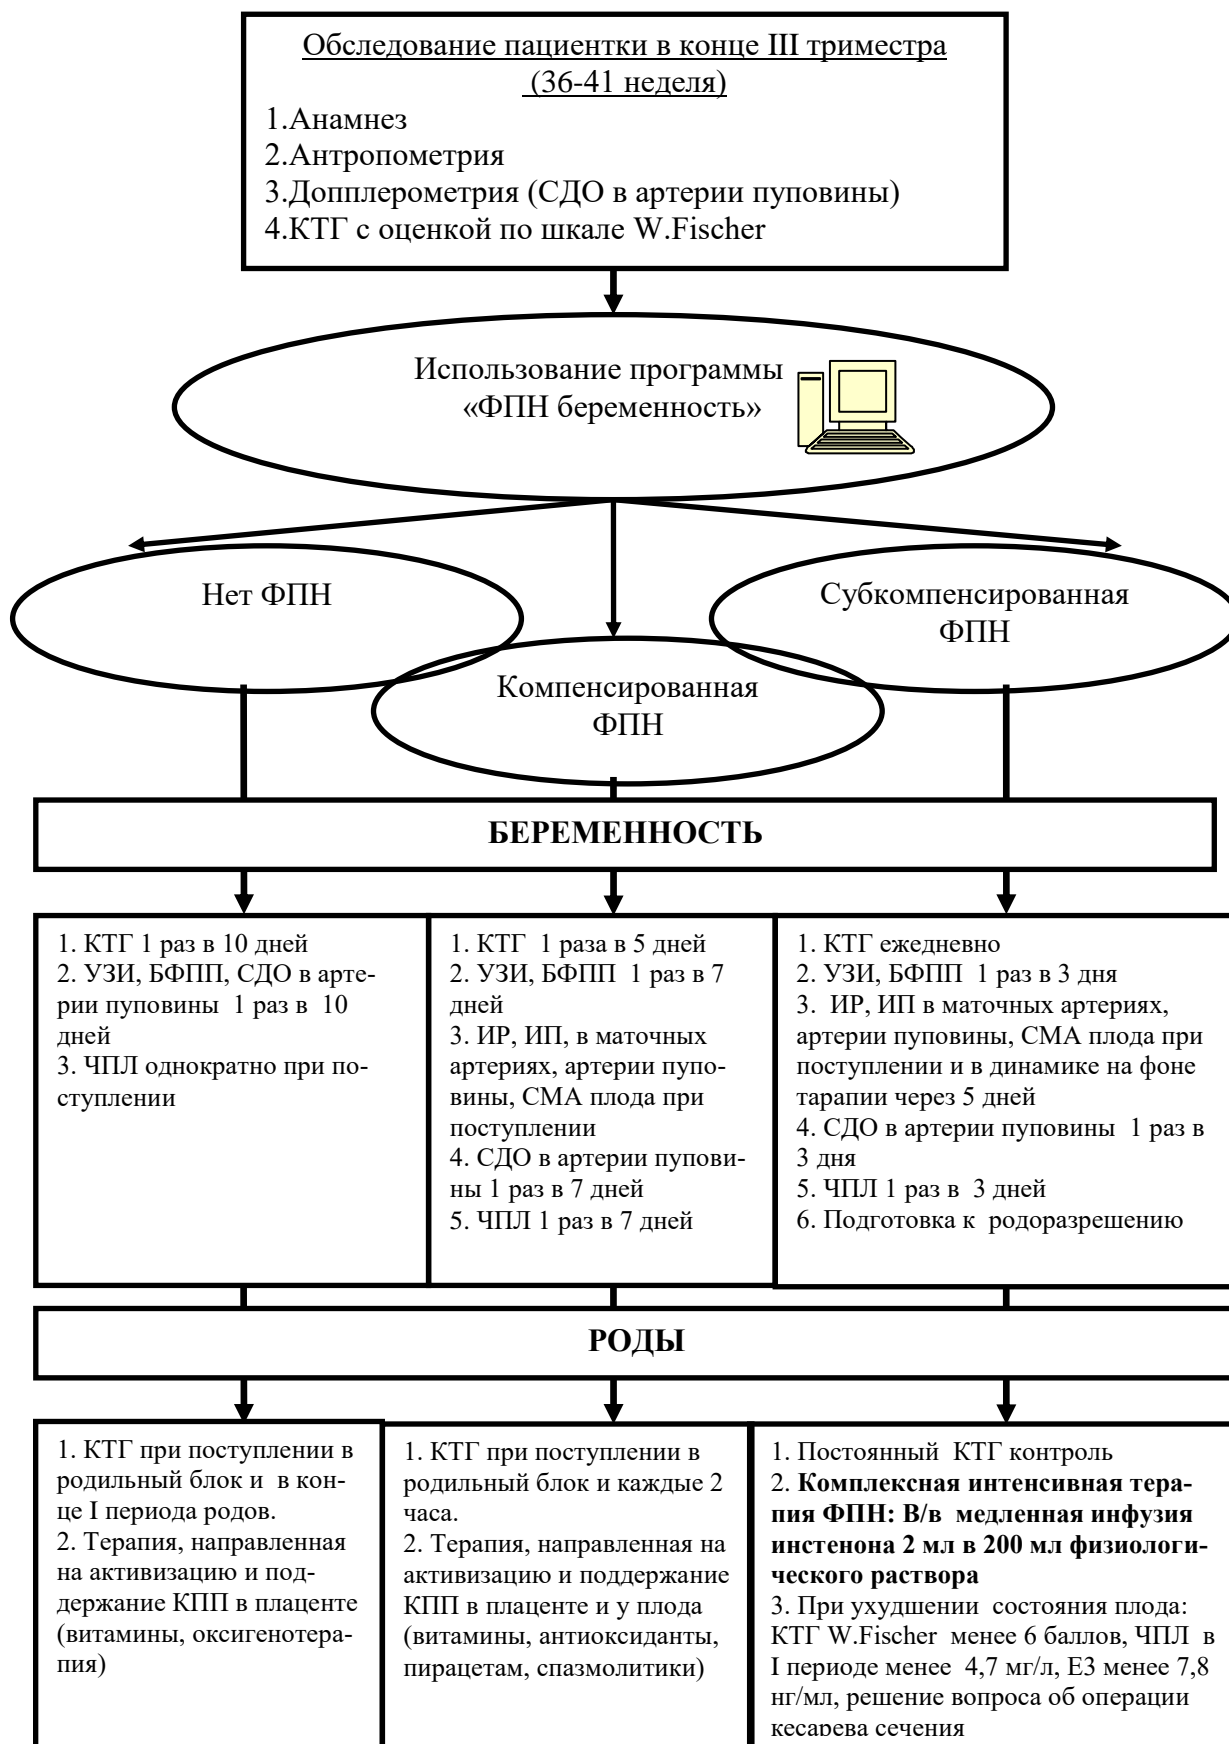 Обследование пациентки в конце III триместра
(36-41 неделя)
1.Анамнез
2.Антропометрия
3.Допплерометрия (СДО в артерии пуповины)
4.КТГ с оценкой по шкале W.Fischer
Использование программы
«ФПН беременность»
Нет ФПН
Компенсированная
ФПН
Субкомпенсированная
ФПН
БЕРЕМЕННОСТЬ
1. КТГ 1 раз в 10 дней
2. УЗИ, БФПП, СДО в арте-
рии пуповины 1 раз в 10
дней
3. ЧПЛ однократно при по-
ступлении
1. КТГ 1 раза в 5 дней
2. УЗИ, БФПП 1 раз в 7
дней
3. ИР, ИП, в маточных
артериях, артерии пупо-
вины, СМА плода при
поступлении
4. СДО в артерии пупови-
ны 1 раз в 7 дней
5. ЧПЛ 1 раз в 7 дней
1. КТГ ежедневно
2. УЗИ, БФПП 1 раз в 3 дня
3. ИР, ИП в маточных артериях,
артерии пуповины, СМА плода при
поступлении и в динамике на фоне
тарапии через 5 дней
4. СДО в артерии пуповины 1 раз в
3 дня
5. ЧПЛ 1 раз в 3 дней
6. Подготовка к родоразрешению
РОДЫ
1. КТГ при поступлении в
родильный блок и в кон-
це I периода родов.
2. Терапия, направленная
на активизацию и под-
держание КПП в плаценте
(витамины, оксигенотера-
пия)
1. КТГ при поступлении в
родильный блок и каждые 2
часа.
2. Терапия, направленная на
активизацию и поддержание
КПП в плаценте и у плода
(витамины, антиоксиданты,
пирацетам, спазмолитики)
1. Постоянный КТГ контроль
2. Комплексная интенсивная тера-
пия ФПН: В/в медленная инфузия
инстенона 2 мл в 200 мл физиологи-
ческого раствора
3. При ухудшении состояния плода:
КТГ W.Fischer менее 6 баллов, ЧПЛ в
I периоде менее 4,7 мг/л, Е3 менее 7,8
нг/мл, решение вопроса об операции
кесарева сечения